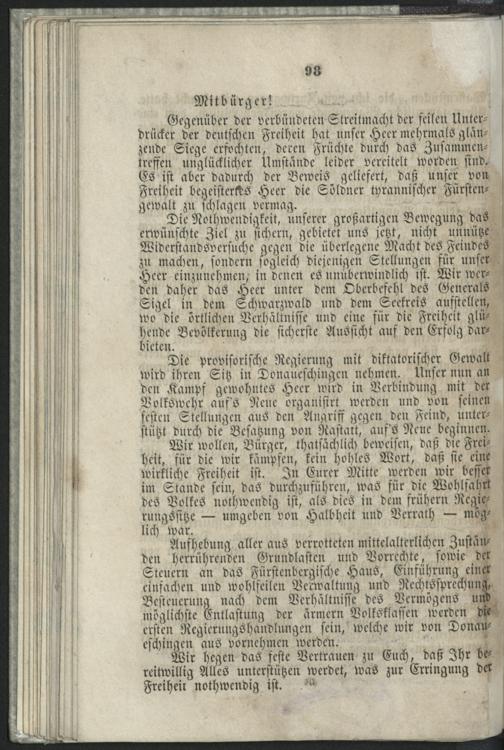 98
Mitbürger!
Gegenüber der verbündeten Streitmacht der feilen Unter-
drücker der deutschen Freiheit hat unser Heer mehrmals glän-
zende Siege erfochten, deren Früchte durch das Zusammen-
treffen unglücklicher Umstände leider vereitelt worden sind.
Es ist aber dadurch der Beweis geliefert, daß unser von
Freiheit begeistertes Heer die Söldner tyrannischer Fürsten-
gewalt zu schlagen vermag.
Die Nothwendigkeit, unserer großartigen Bewegung das
erwünschte Ziel zu sichern, gebietet uns jetzt, nicht unnütze
Widerstandsversuche gegen die überlegene Macht des Feindes
zu machen, sondern sogleich diejenigen Stellungen für unser
Heer einzunehmen, in denen es unüberwindlich ist. Wir wer-
den daher das Heer unter dem Oberbefehl des Generals
Sigel in dem Schwarzwald und dem Seekreis aufstellen,
wo die örtlichen Verhältnisse und eine für die Freiheit glü-
hende Bevölkerung die sicherste Aussicht auf den Erfolg dar-
bieten.
Die provisorische Regierung mit diktatorischer Gewalt
wird ihren Sitz in Donaueschingen nehmen. Unser nun an
den Kampf gewohntes Heer wird in Verbindung mit der
Volkswehr auf's Neue organisirt werden und von seinen
festen Stellungen aus den Angriff gegen den Feind, unter-
stützt durch die Besatzung von Rastatt, auf's Neue beginnen.
Wir wollen, Bürger, thatsächlich beweisen, daß die Frei-
heit, für die wir kämpfen, kein hohles Wort, daß sie eine
wirkliche Freiheit ist. In Eurer Mitte werden wir besser
im Stande sein, das durchzuführen, was für die Wohlfahrt
des Volkes nothwendig ist, als dies in dem frühern Regie-
rungssitze — umgeben von Halbheit und Verrath — mög-
lich war.
Aufhebung aller aus verrotteten mittelalterlichen Zustän-
den herrührenden Grundlasten und Vorrechte, sowie der
Steuern an das Fürstenbergische Haus, Einführung einer
einfachen und wohlfeilen Verwaltung und Rechtssprechung,
Besteuerung nach dem Verhältnisse des Vermögens und
möglichste Entlastung der ärmern Volksklassen werden die
ersten Regierungshandlungen sein, welche wir von Donau-
eschingen aus vornehmen werden.
Wir hegen das feste Vertrauen zu Euch, daß Ihr be-
reitwillig Alles unterstützen werdet, was zur Erringung der
Freiheit nothwendig ist.